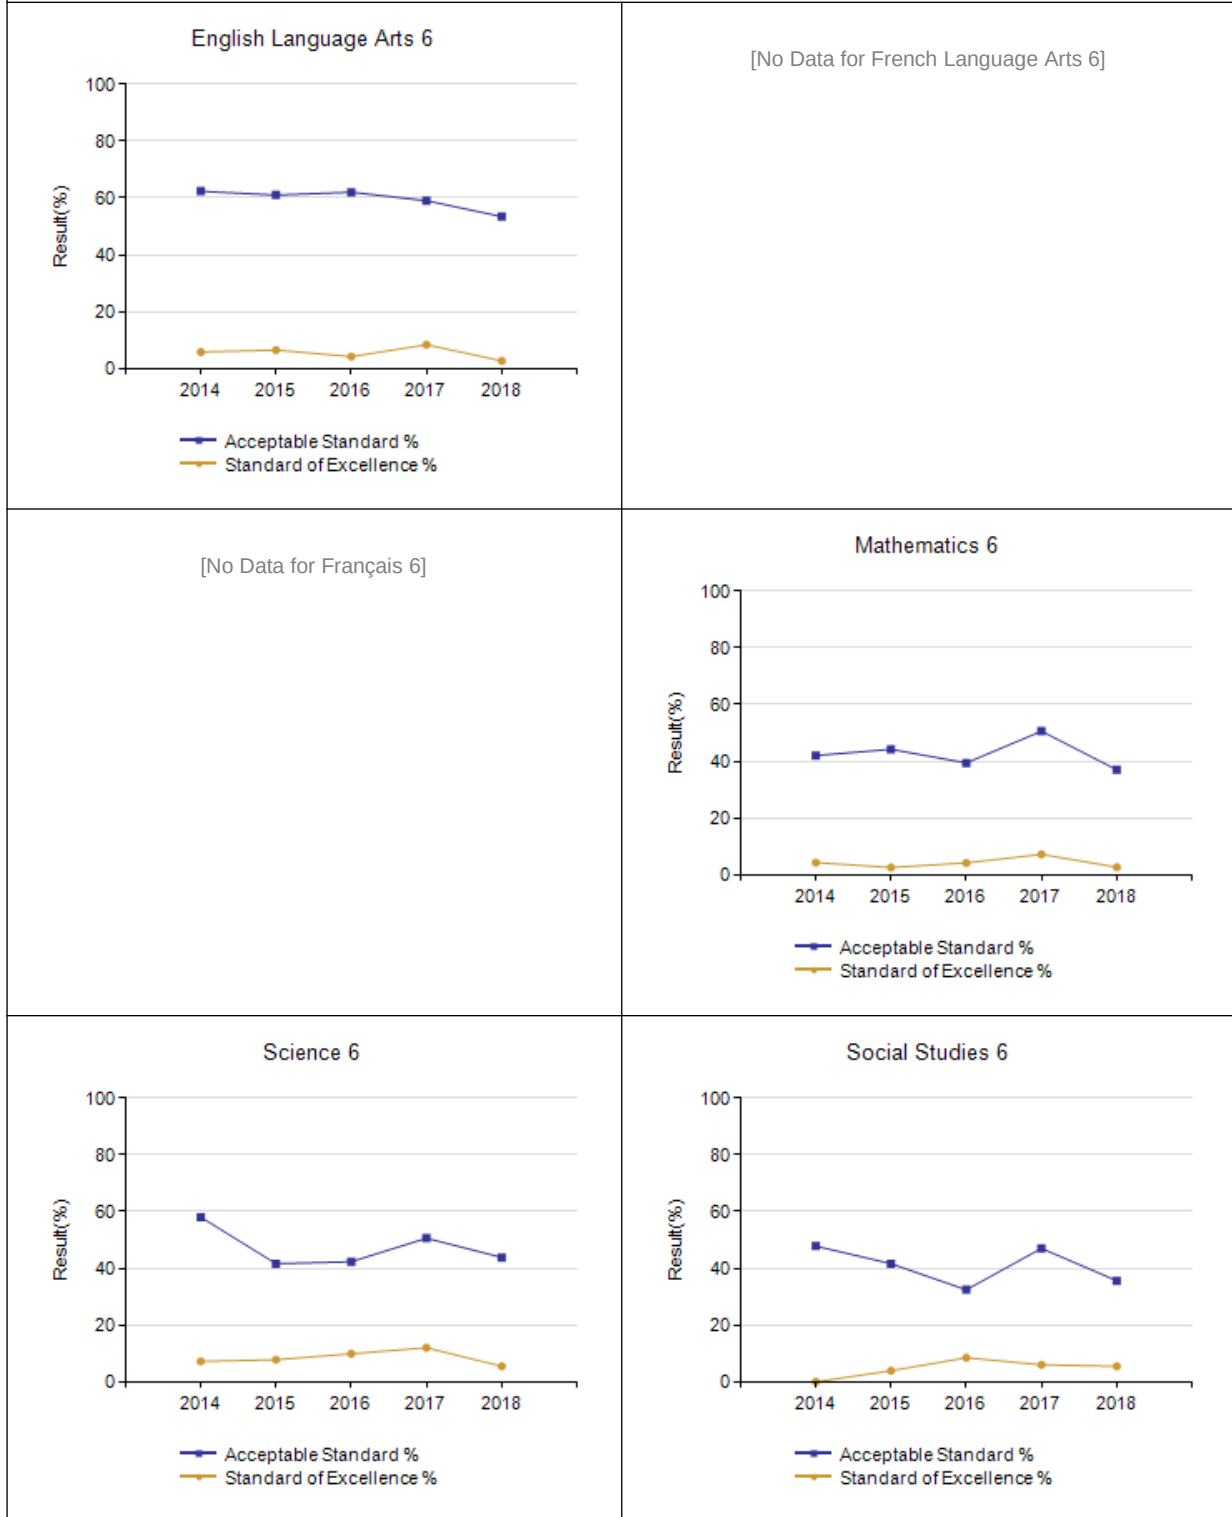 English Language Arts 6
100
80
60
40
20
0
Result(%)
2014 2015 2016 2017 2018
Acceptable Standard %
Standard of Excellence %
[No Data for French Language Arts 6]
[No Data for Français 6]
Mathematics 6
100
80
60
40
20
0
Result(%)
2014 2015 2016 2017 2018
Acceptable Standard %
Standard of Excellence %
Science 6
100
80
60
40
20
0
Result(%)
2014 2015 2016 2017 2018
Acceptable Standard %
Standard of Excellence %
Social Studies 6
100
80
60
40
20
0
Result(%)
2014 2015 2016 2017 2018
Acceptable Standard %
Standard of Excellence %